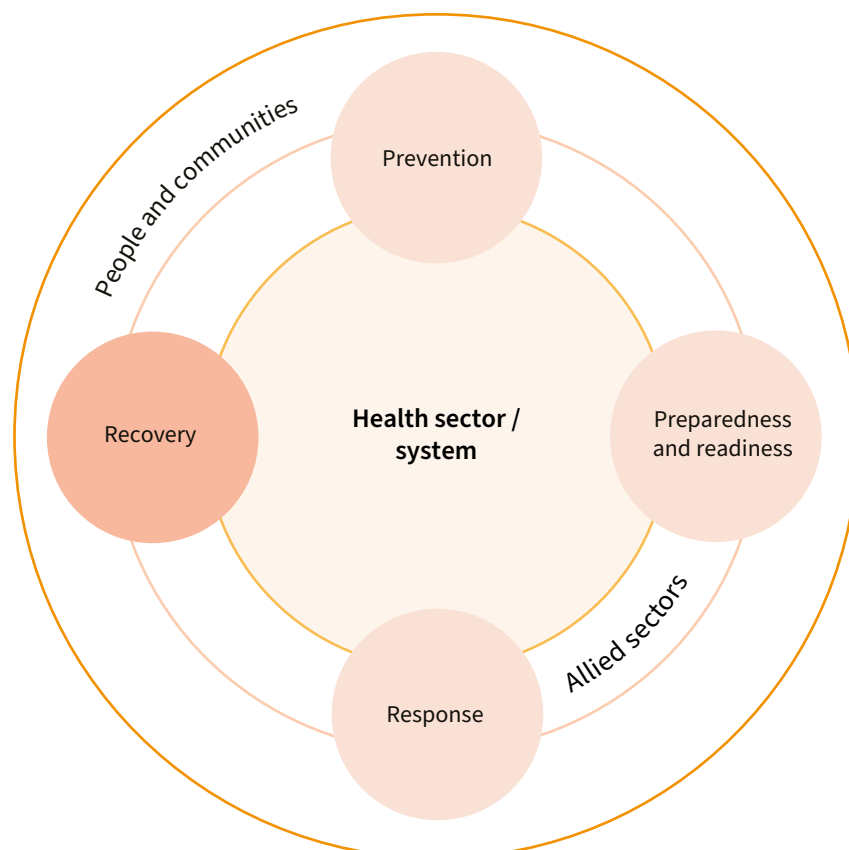 People and communities
Prevention
Recovery
Health sector /
system
Preparedness
and readiness
Allied sectors
Response